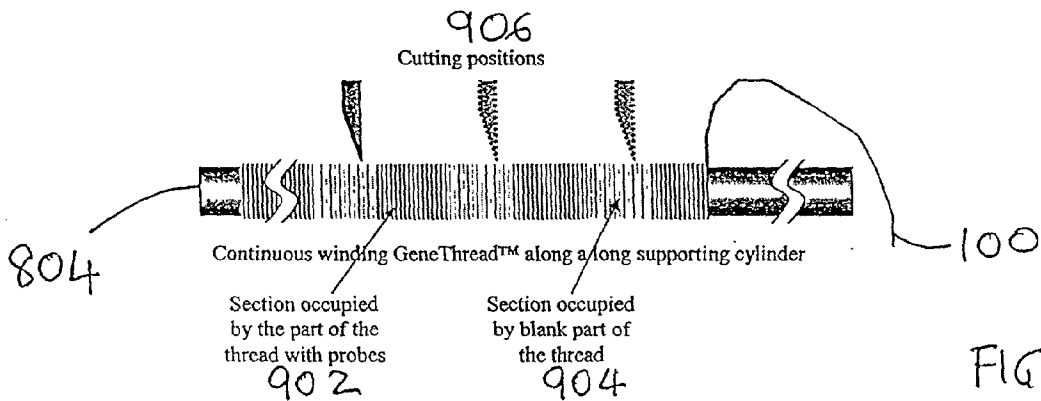 906
Cutting positions
804
100
Continuous winding GeneThread™ along a long supporting cylinder
Section occupied
by the part of the
thread with probes
902
Section occupied
by blank part of
the thread
904
FIG